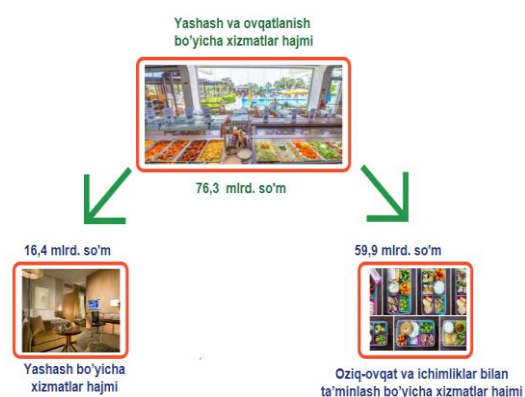 Yashash va ovqatlanish
bo'yicha xizmatlar hajmi
76,3 mlrd. so'm
16,4 mlrd. so'm
59,9 mlrd. so'm
Yashash bo'yicha
xizmatlar hajmi
Oziq-ovqat va ichimliklar bilan
ta'minlash bo'yicha xizmatlar hajmi